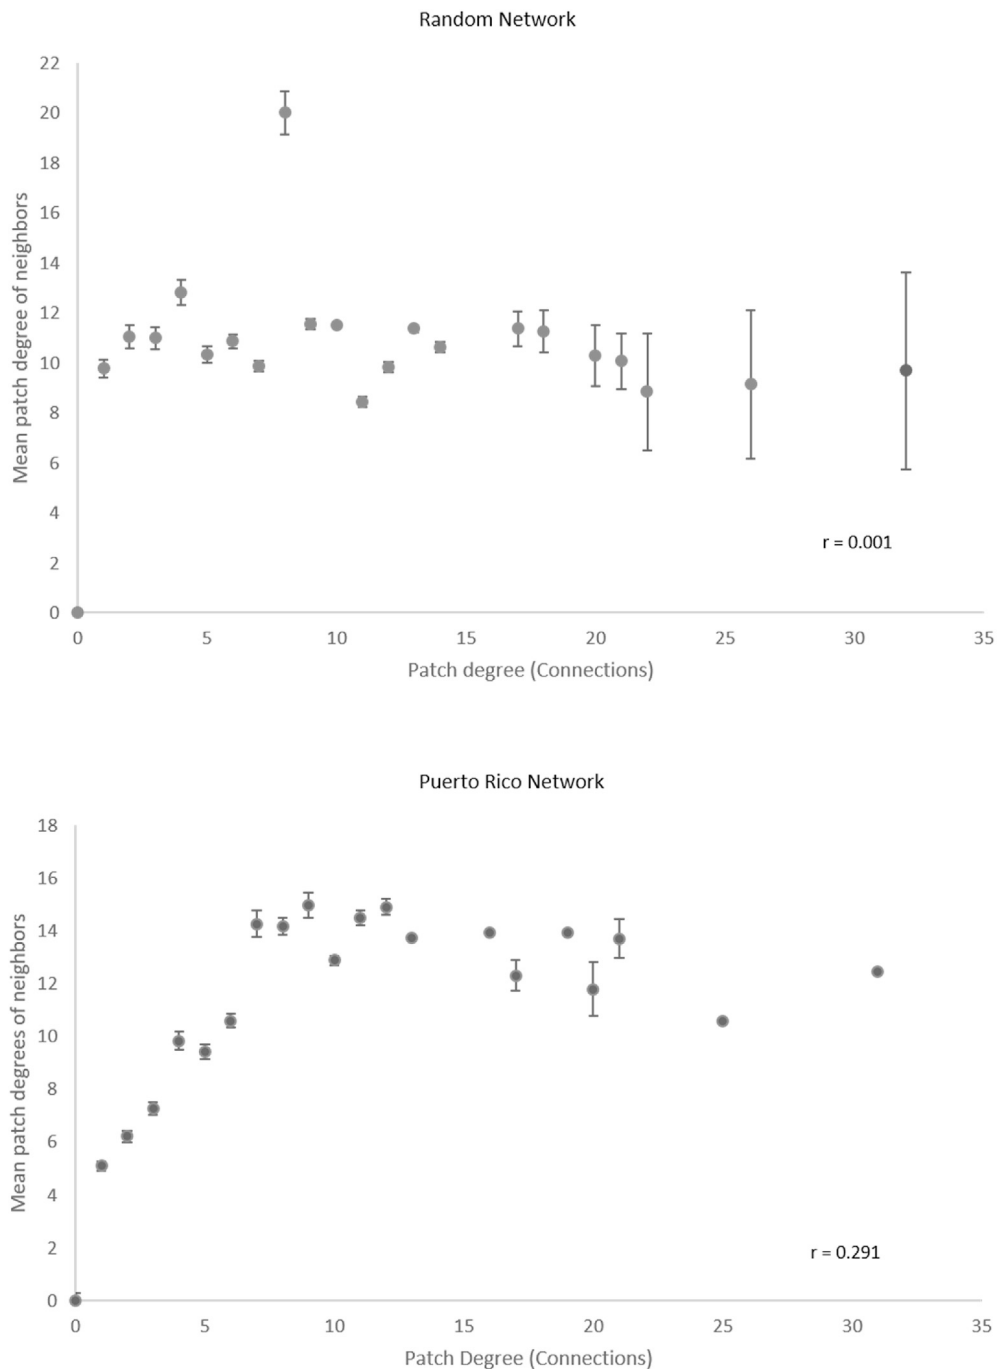 Random Network
22
20
18
16
14
12
10
8
6
4
2
0
Mean patch degree of neighbors
r = 0.001
0 5 10 15 20 25 30 35
Patch degree (Connections)
Puerto Rico Network
18
16
14
12
10
8
6
4
2
0
Mean patch degrees of neighbors
r = 0.291
0 5 10 15 20 25 30 35
Patch Degree (Connections)